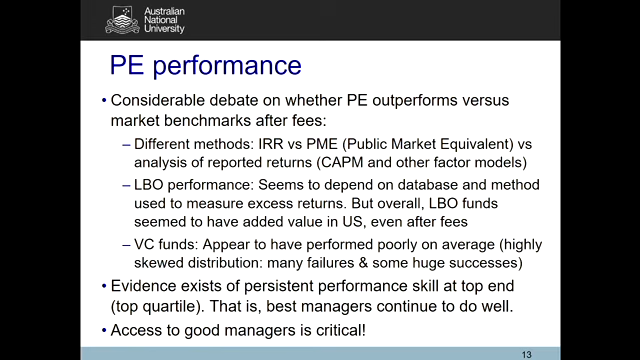 Australian
National
University
PE performance
• Considerable debate on whether PE outperforms versus
market benchmarks after fees:
– Different methods: IRR vs PME (Public Market Equivalent) vs
analysis of reported returns (CAPM and other factor models)
– LBO performance: Seems to depend on database and method
used to measure excess returns. But overall, LBO funds
seemed to have added value in US, even after fees
– VC funds: Appear to have performed poorly on average (highly
skewed distribution: many failures & some huge successes)
• Evidence exists of persistent performance skill at top end
(top quartile). That is, best managers continue to do well.
• Access to good managers is critical!
13